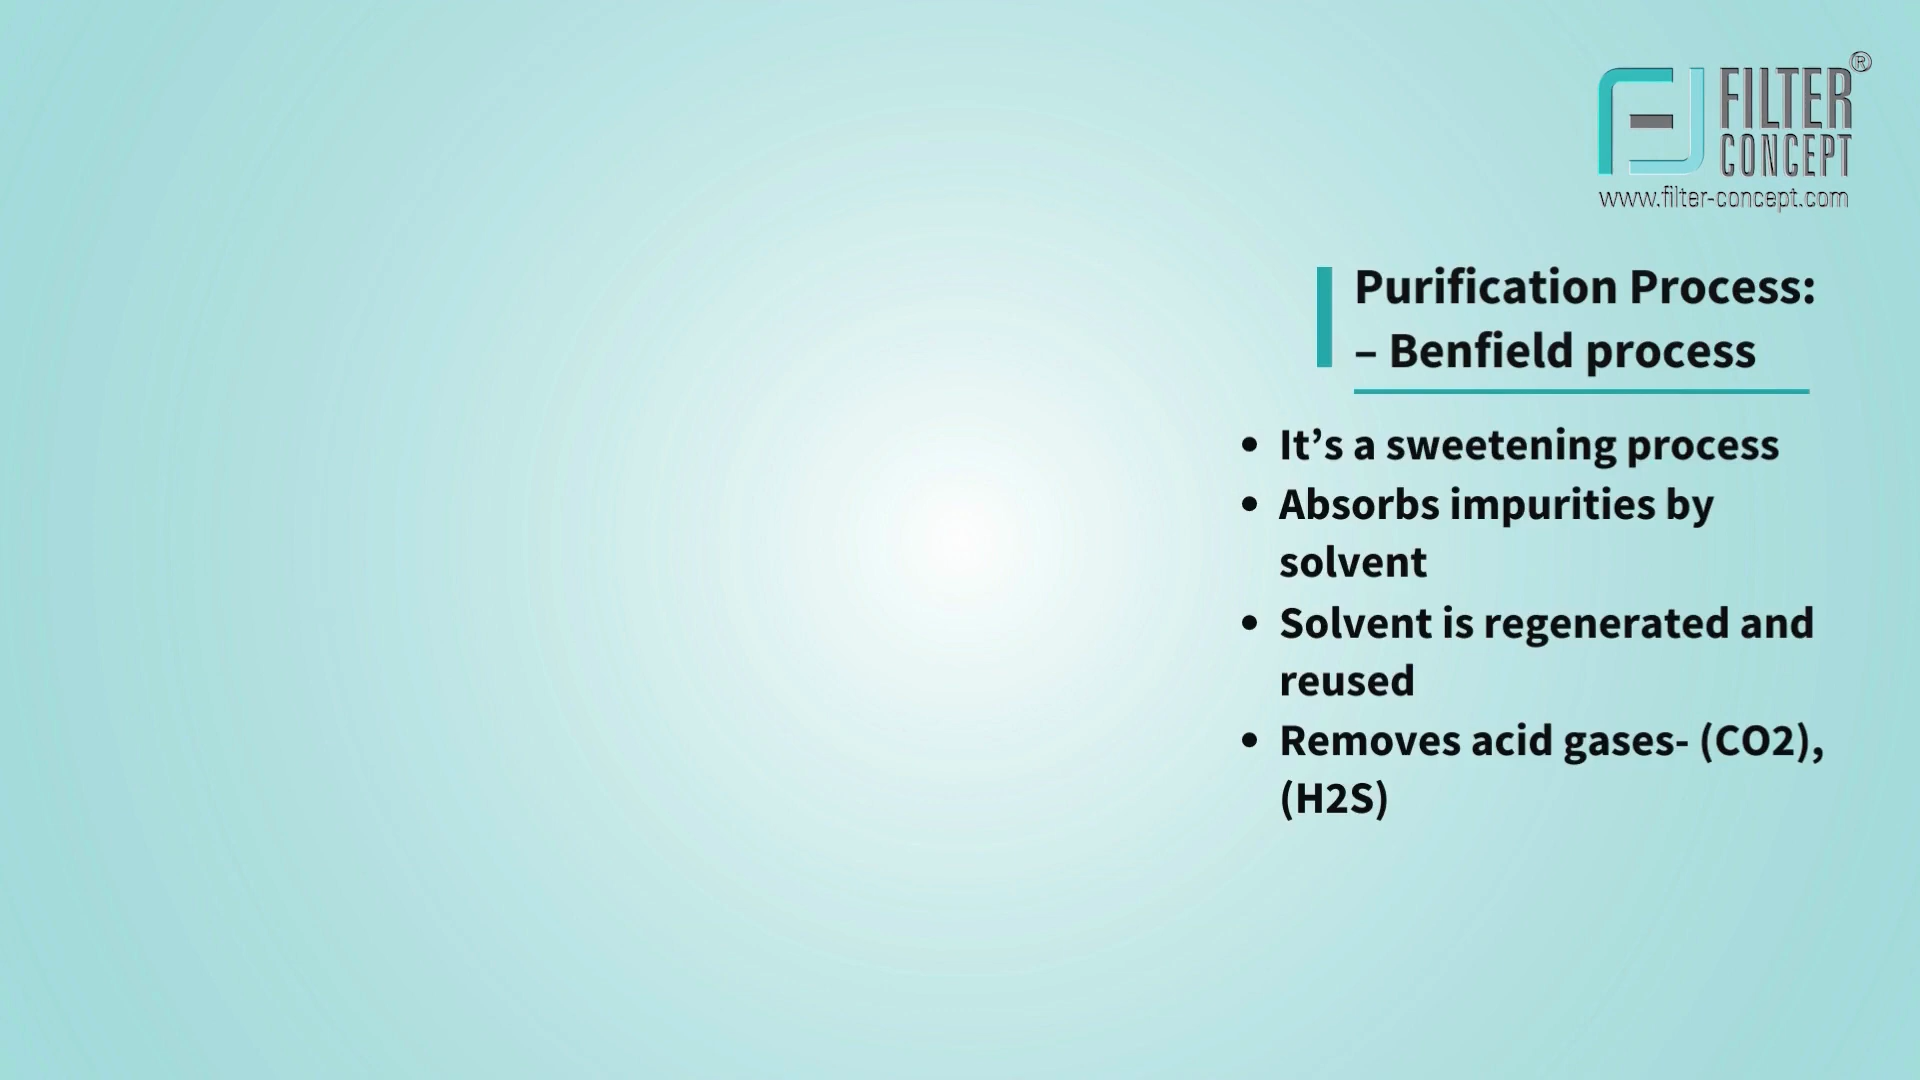 FILTER®
CONCEPT
www.filter-concept.com
Purification Process:
– Benfield process
• It’s a sweetening process
• Absorbs impurities by
solvent
• Solvent is regenerated and
reused
• Removes acid gases- (CO2),
(H2S)